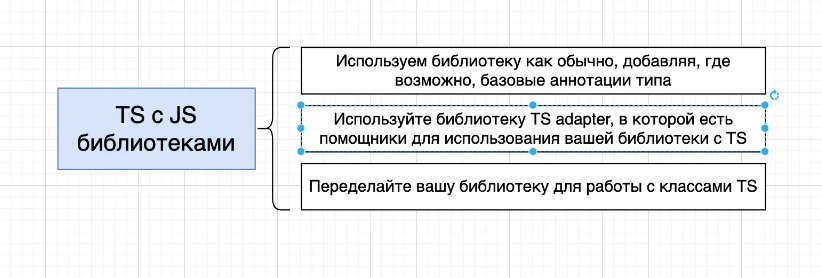 TS с JS
библиотеками
Используем библиотеку как обычно, добавляя, где
возможно, базовые аннотации типа
Используйте библиотеку TS adapter, в которой есть
помощники для использования вашей библиотеки с TS
Переделайте вашу библиотеку для работы с классами TS